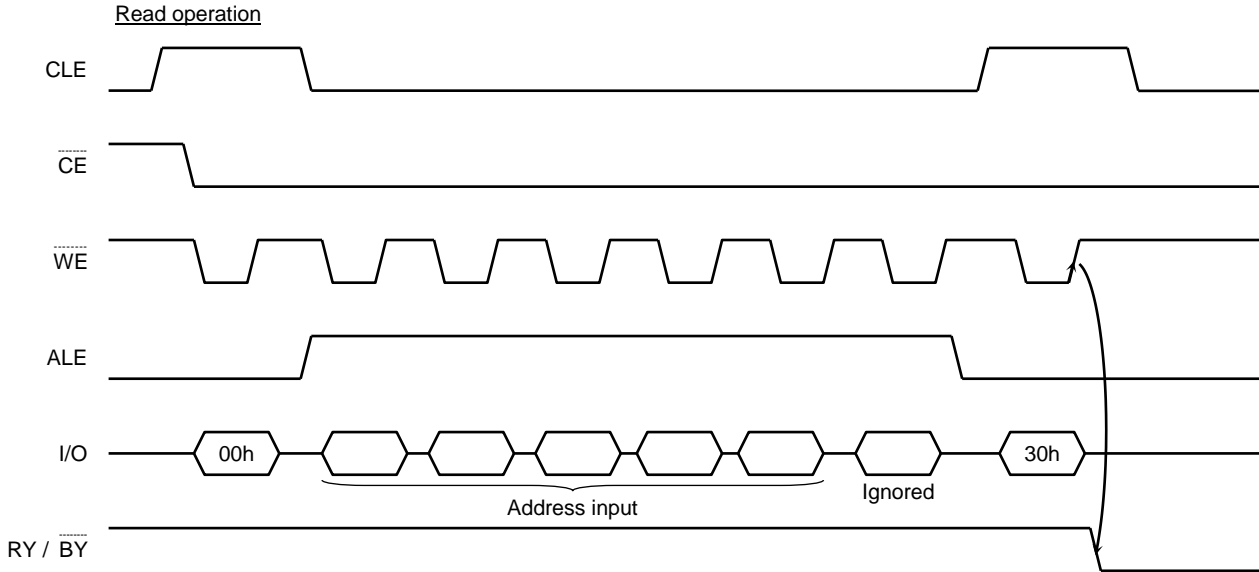 Read operation
CLE
CE
WE
ALE
I/O
00h
30h
Address input
Ignored
RY / BY